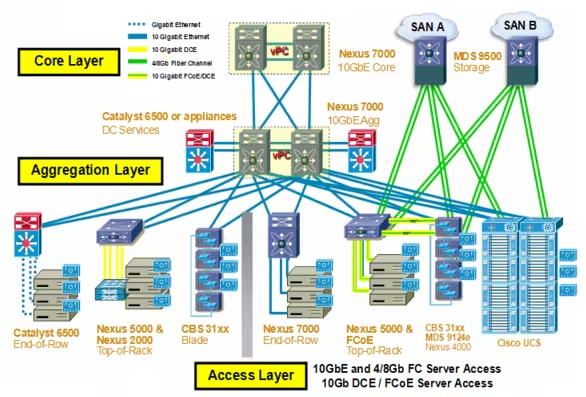 Gigabit Ethernet
10 Gigabit Ethernet
10 Gigabit DCE
4/8Gb Fiber Channel
10 Gigabit FCoE/DCE
Core Layer
vPC
Nexus 7000
10GbE Core
SAN A
SAN B
MDS 9500
Storage
Catalyst 6500 or appliances
DC Services
Nexus 7000
10GbEAgg
vPC
Aggregation Layer
Catalyst 6500
End-of-Row
Nexus 5000 &
Nexus 2000
Top-of-Rack
CBS 31xx
Blade
Nexus 7000
End-of-Row
Nexus 5000 &
FCoE
Top-of-Rack
CBS 31xx
MDS 9124e
Nexus 4000
Cisco UCS
Access Layer
10GbE and 4/8Gb FC Server Access
10Gb DCE / FCoE Server Access